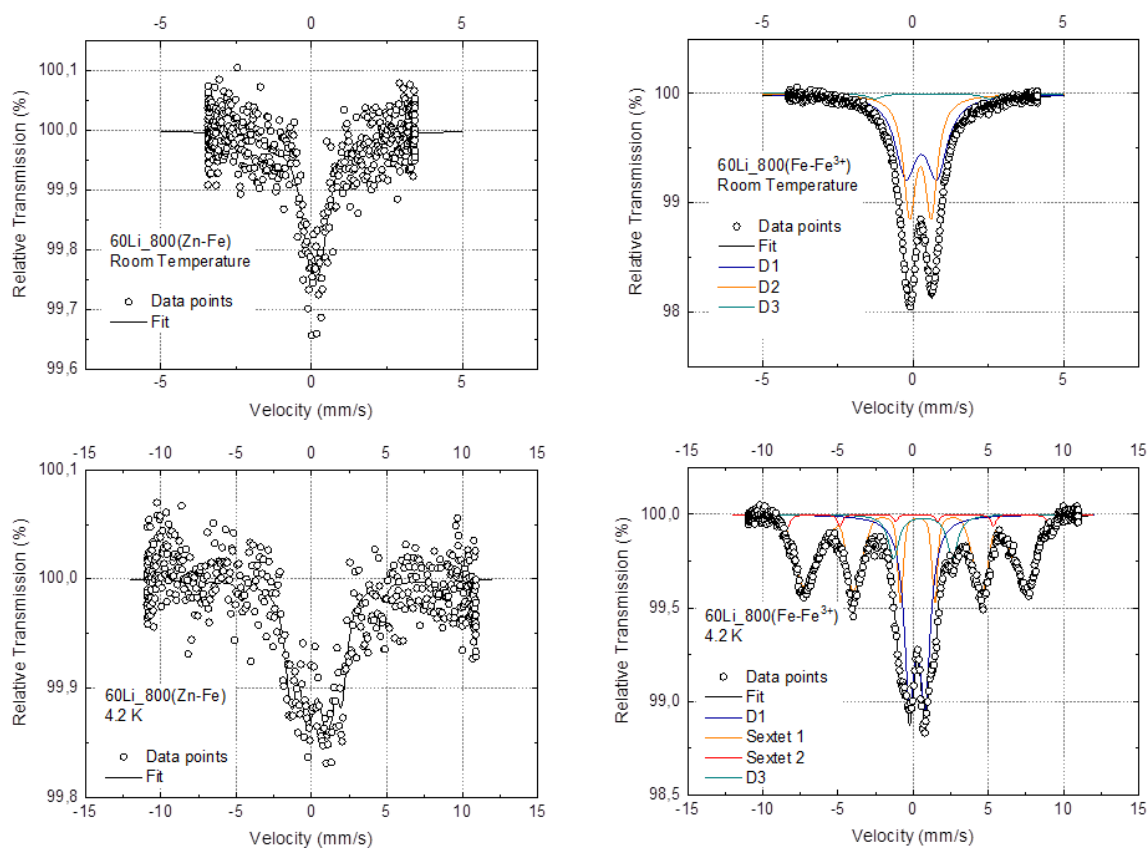 -5 0 5
100,1
100,0
99,9
99,8
99,7
99,6
Relative Transmission (%)
60Li_800(Zn-Fe)
Room Temperature
Data points
Fit
-5 0 5
Velocity (mm/s)
-5 0 5
100
99
98
Relative Transmission (%)
60Li_800(Fe-Fe³⁺)
Room Temperature
Data points
Fit
D1
D2
D3
-5 0 5
Velocity (mm/s)
-15 -10 -5 0 5 10 15
100,1
100,0
99,9
99,8
Relative Transmission (%)
60Li_800(Zn-Fe)
4.2 K
Data points
Fit
-15 -10 -5 0 5 10 15
Velocity (mm/s)
-15 -10 -5 0 5 10 15
100,0
99,5
99,0
98,5
Relative Transmission (%)
60Li_800(Fe-Fe³⁺)
4.2 K
Data points
Fit
D1
Sextet 1
Sextet 2
D3
-15 -10 -5 0 5 10 15
Velocity (mm/s)